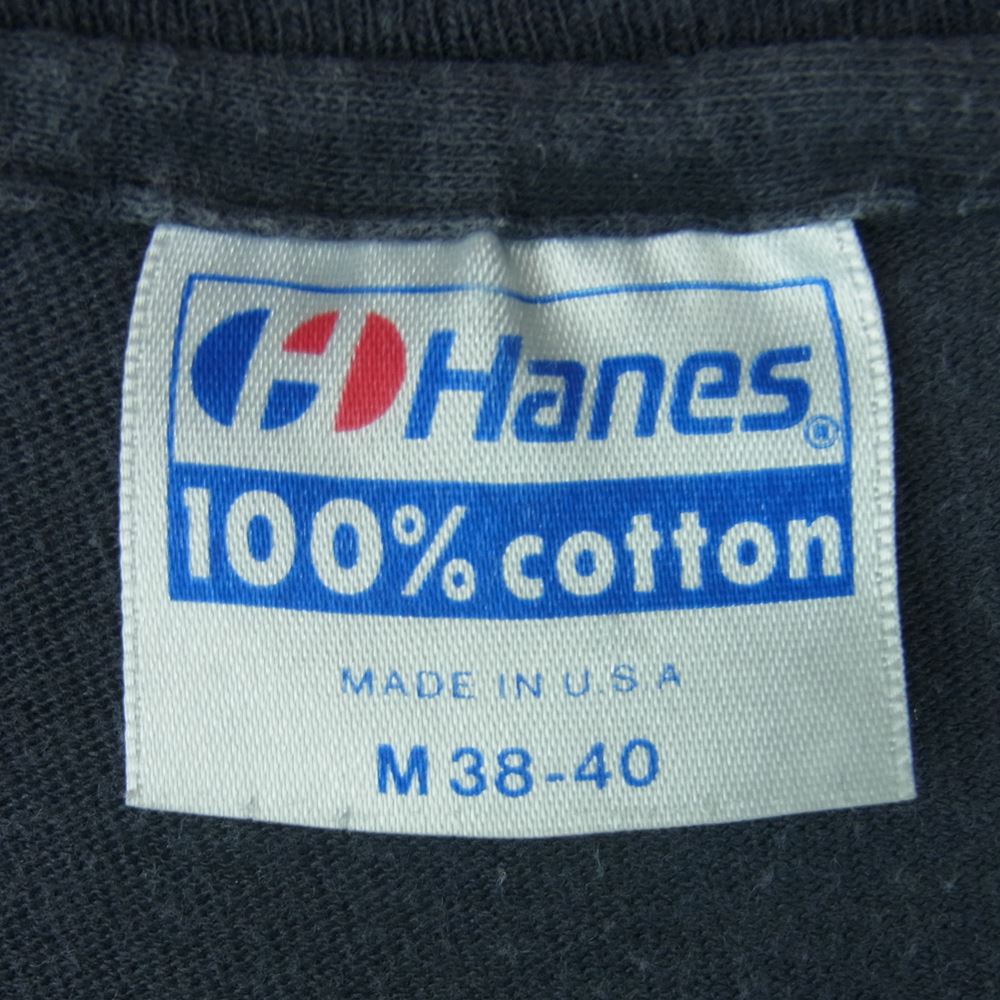 Hanes®
100% cotton
MADE IN U.S.A
M 38-40